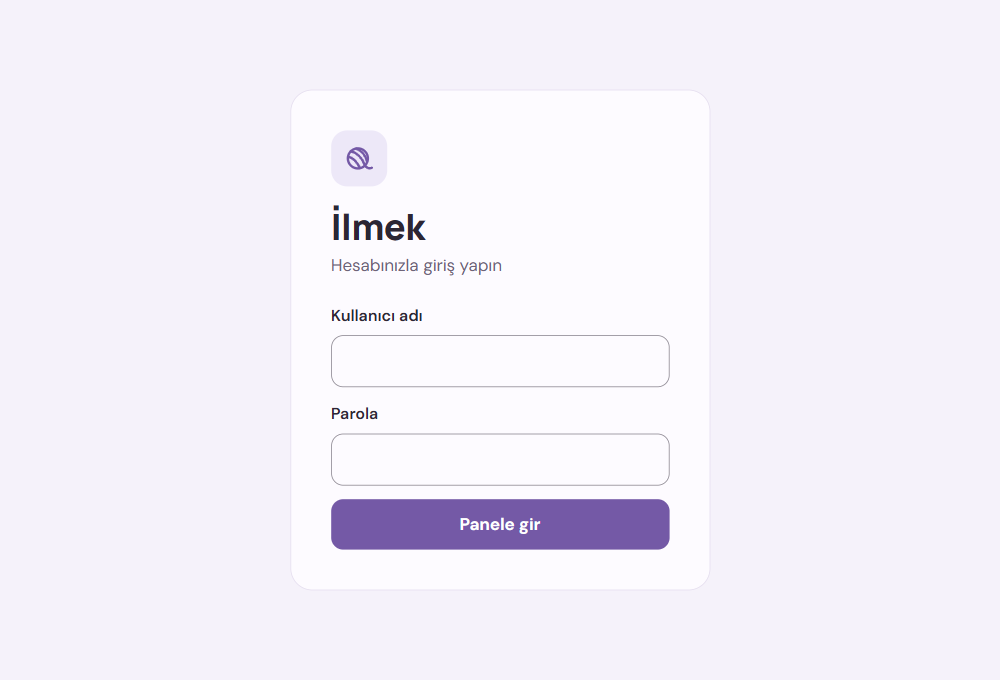 İlmek
Hesabınızla giriş yapın
Kullanıcı adı
Parola
Panele gir